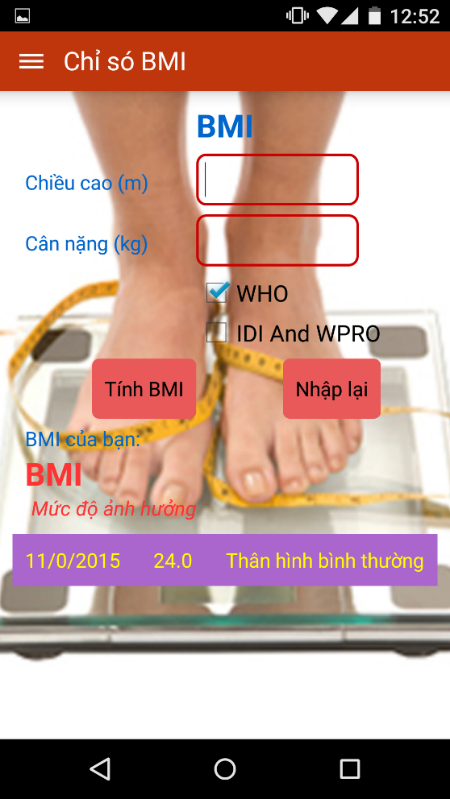 12:52
Chỉ só BMI
BMI
Chiều cao (m)
Cân nặng (kg)
WHO
IDI And WPRO
Tính BMI Nhập lại
BMI của bạn:
BMI
Mức độ ảnh hưởng
11/0/2015 24.0 Thân hình bình thường